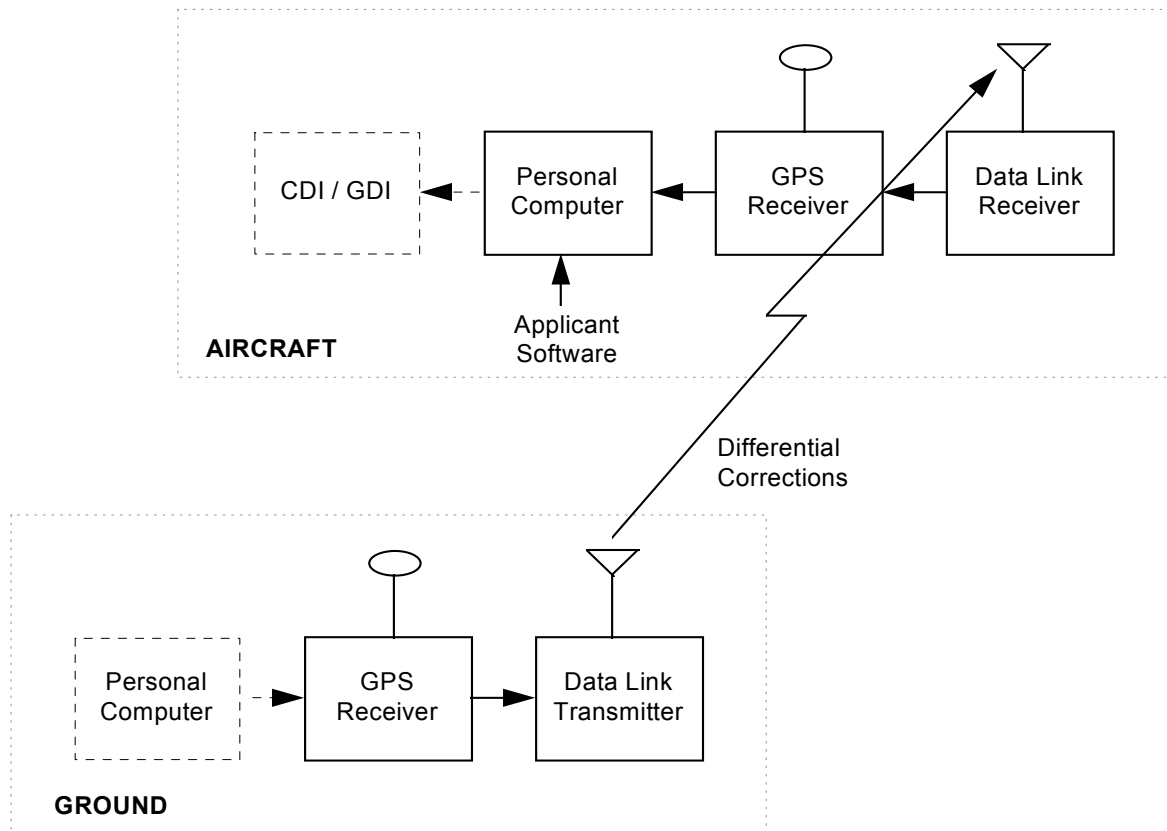 CDI / GDI
Personal
Computer
GPS
Receiver
Data Link
Receiver
Applicant
Software
AIRCRAFT
Differential
Corrections
Personal
Computer
GPS
Receiver
Data Link
Transmitter
GROUND